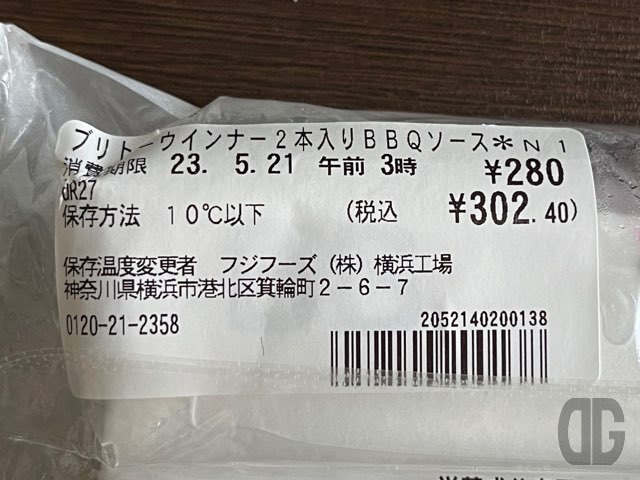 ブリトーウインナー2本入りBBQソース＊N1
消費期限 23. 5.21 午前 3時 ¥280
dR27
保存方法 10℃以下 (税込 ¥302.40)
保存温度変更者 フジフーズ（株）横浜工場
神奈川県横浜市港北区箕輪町2－6－7
0120-21-2358
2052140200138
DG